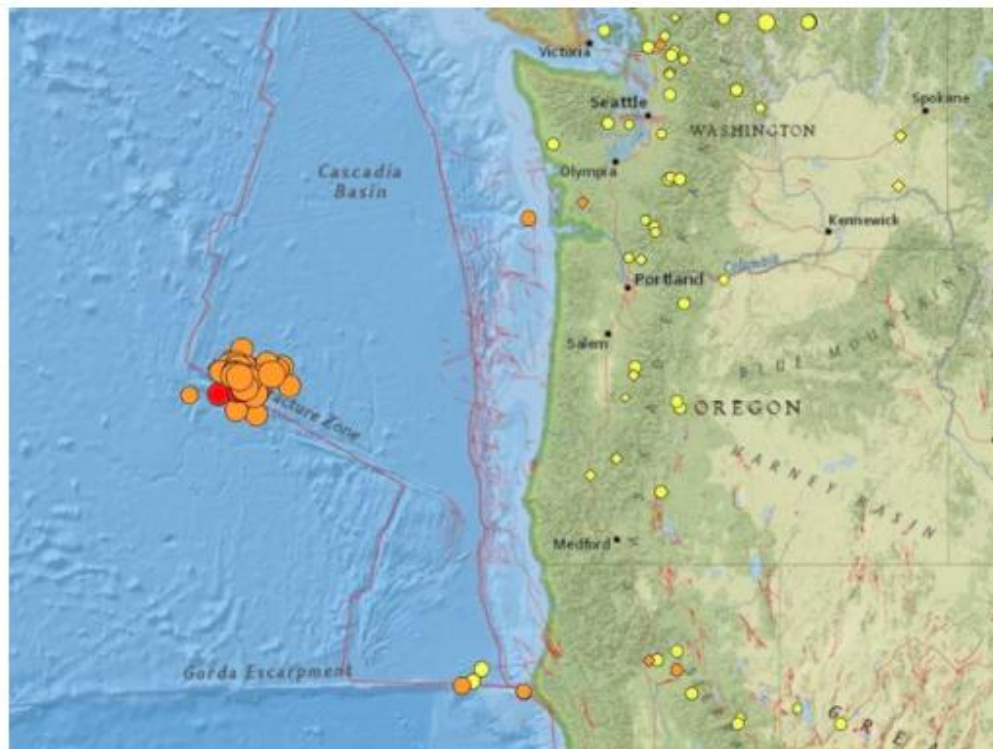 Victoria
Spokane
Seattle
WASHINGTON
Cascadia
Basin
Olympia
Kennewick
Columbia
Portland
Salem
BLUE MOUNTAINS
acture Zone
OREGON
HARNEY BASIN
Medford
Gorda Escarpment
G R E